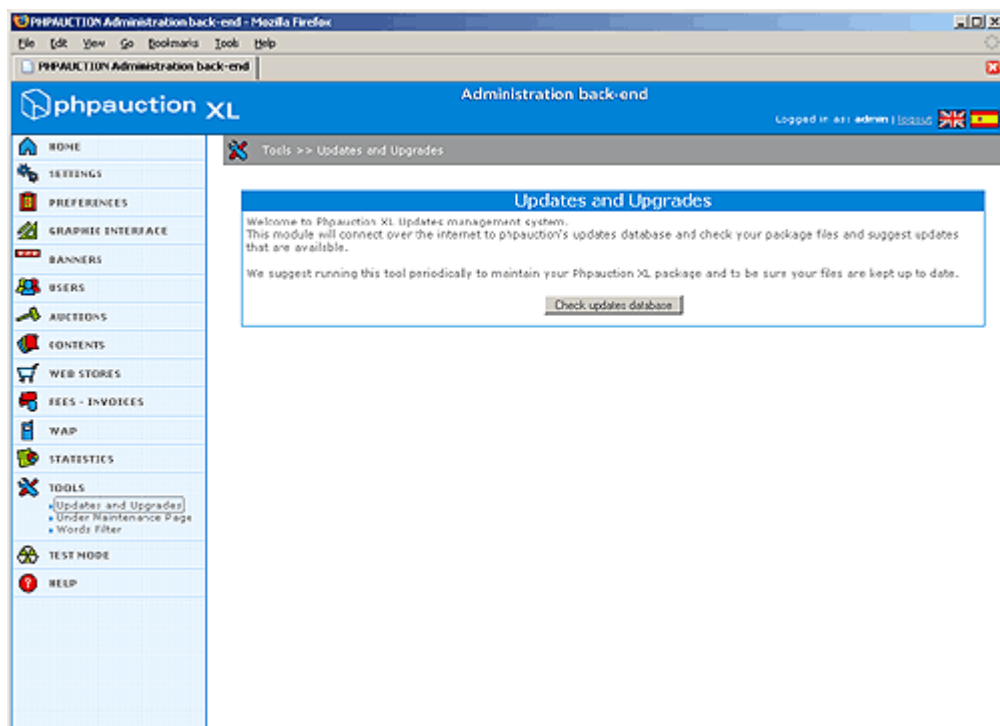 PHPAUCTION Administration back-end - Mozilla Firefox
File Edit View Go Bookmarks Tools Help
PHPAUCTION Administration back-end
phpauction XL
Administration back-end
Logged in as: admin | logout
HOME
SETTINGS
PREFERENCES
GRAPHIC INTERFACE
BANNERS
USERS
AUCTIONS
CONTENTS
WEB STORES
FEES - INVOICES
WAP
STATISTICS
TOOLS
Updates and Upgrades
Under Maintenance Page
Words Filter
TEST MODE
HELP
Tools >> Updates and Upgrades
Updates and Upgrades
Welcome to Phpauction XL Updates management system.
This module will connect over the internet to phpauction's updates database and check your package files and suggest updates
that are available.
We suggest running this tool periodically to maintain your Phpauction XL package and to be sure your files are kept up to date.
Check updates database